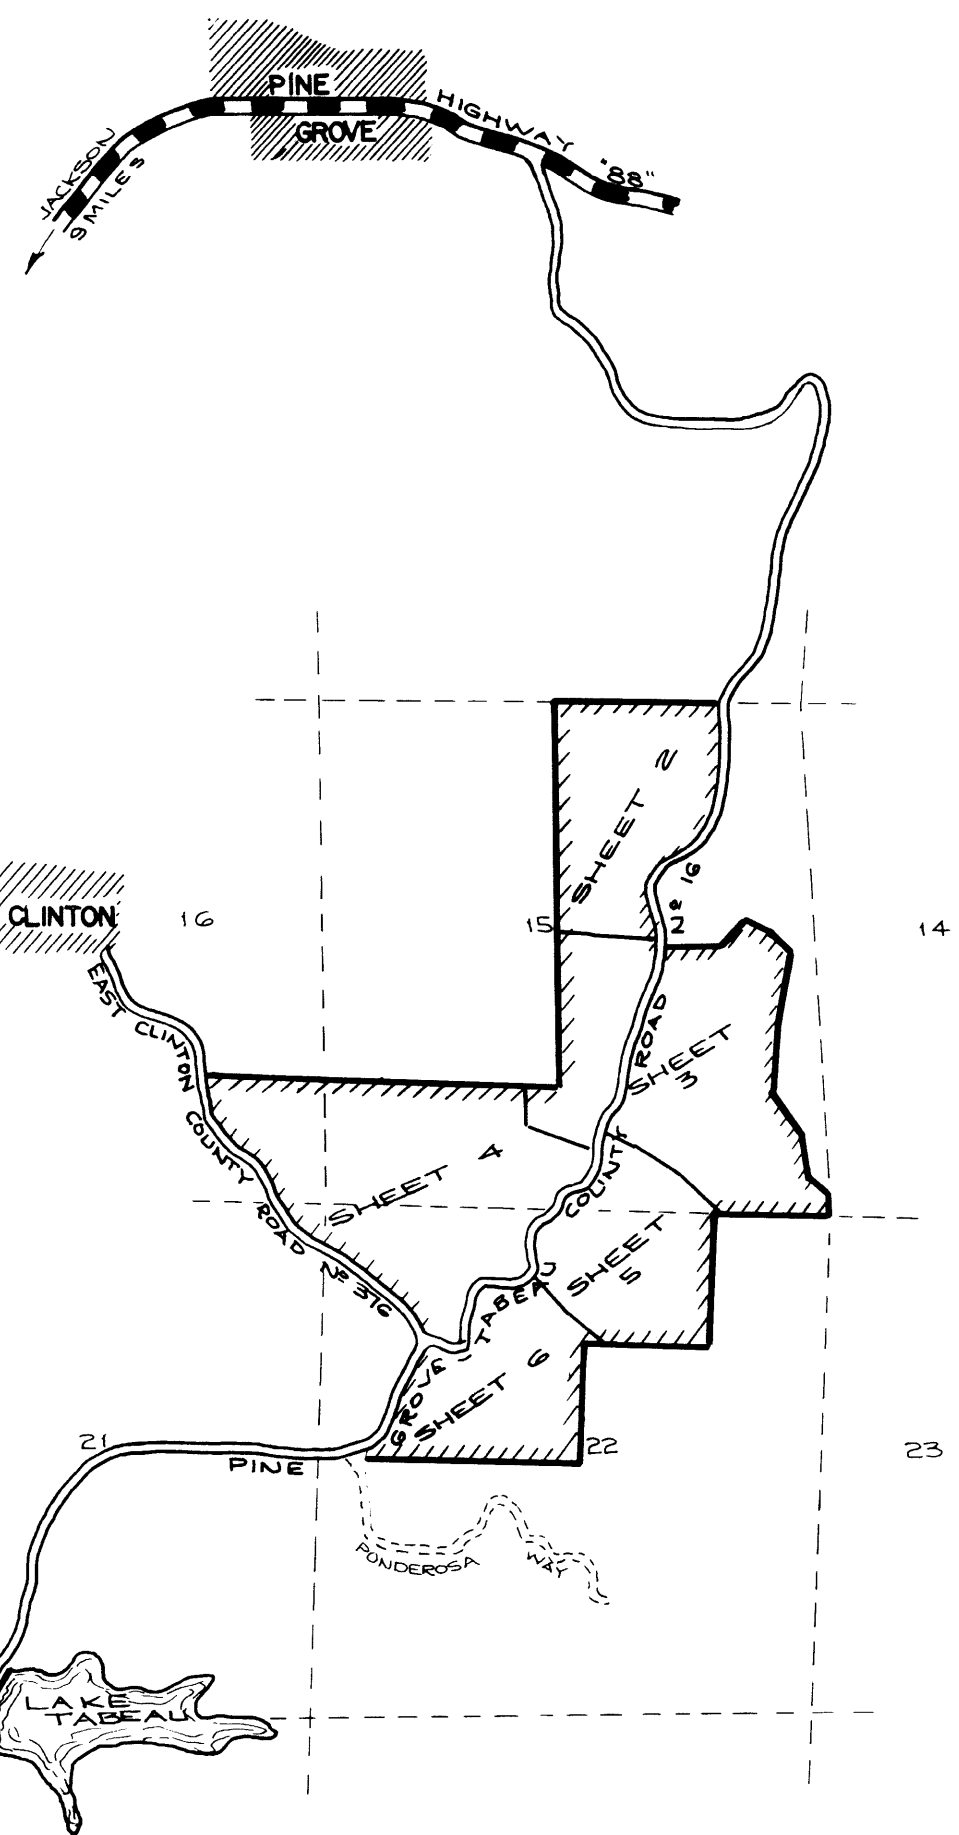 PINE
GROVE
HIGHWAY "88"
JACKSON
9 MILES
SHEET 2
Nº 16
CLINTON
16
15
14
EAST CLINTON COUNTY ROAD Nº 376
SHEET 3
SHEET 4
SHEET 5
SHEET 6
PINE GROVE - TABEAU COUNTY ROAD
21
22
23
PONDEROSA WAY
LAKE
TABEAU